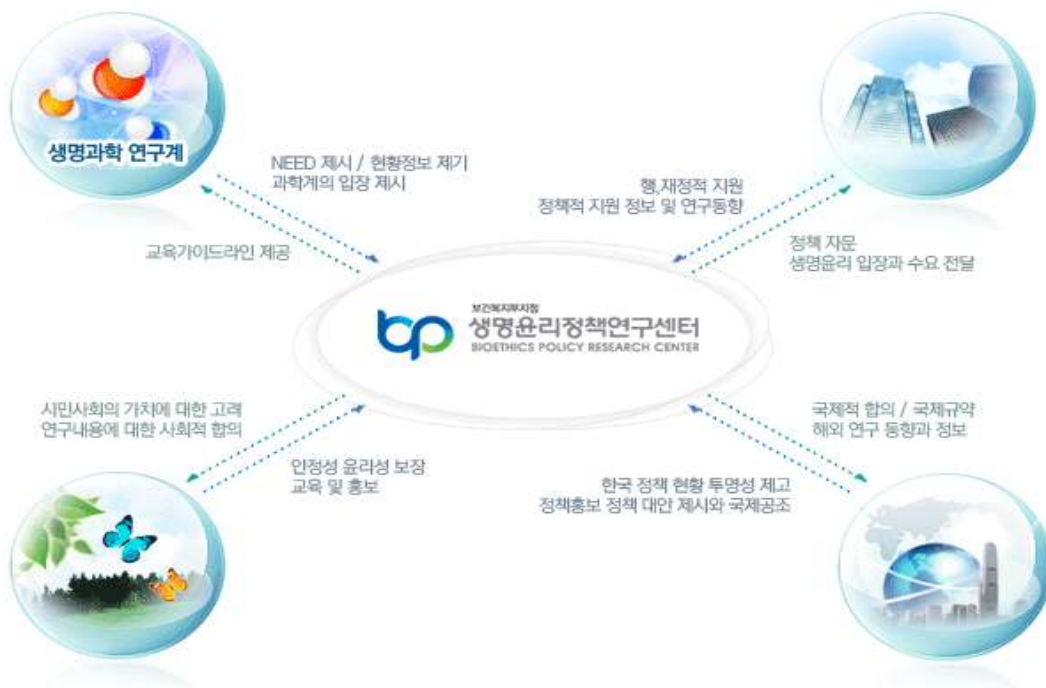 생명과학 연구계
NEED 제시 / 현황정보 제기
과학계의 입장 제시
행,재정적 지원
정책적 지원 정보 및 연구동향
교육가이드라인 제공
정책 자문
생명윤리 입장과 수요 전달
보건복지부지정
bp 생명윤리정책연구센터
BIOETHICS POLICY RESEARCH CENTER
시민사회의 가치에 대한 고려
연구내용에 대한 사회적 합의
안정성 윤리성 보장
교육 및 홍보
국제적 합의 / 국제규약
해외 연구 동향과 정보
한국 정책 현황 투명성 제고
정책홍보 정책 대안 제시와 국제공조